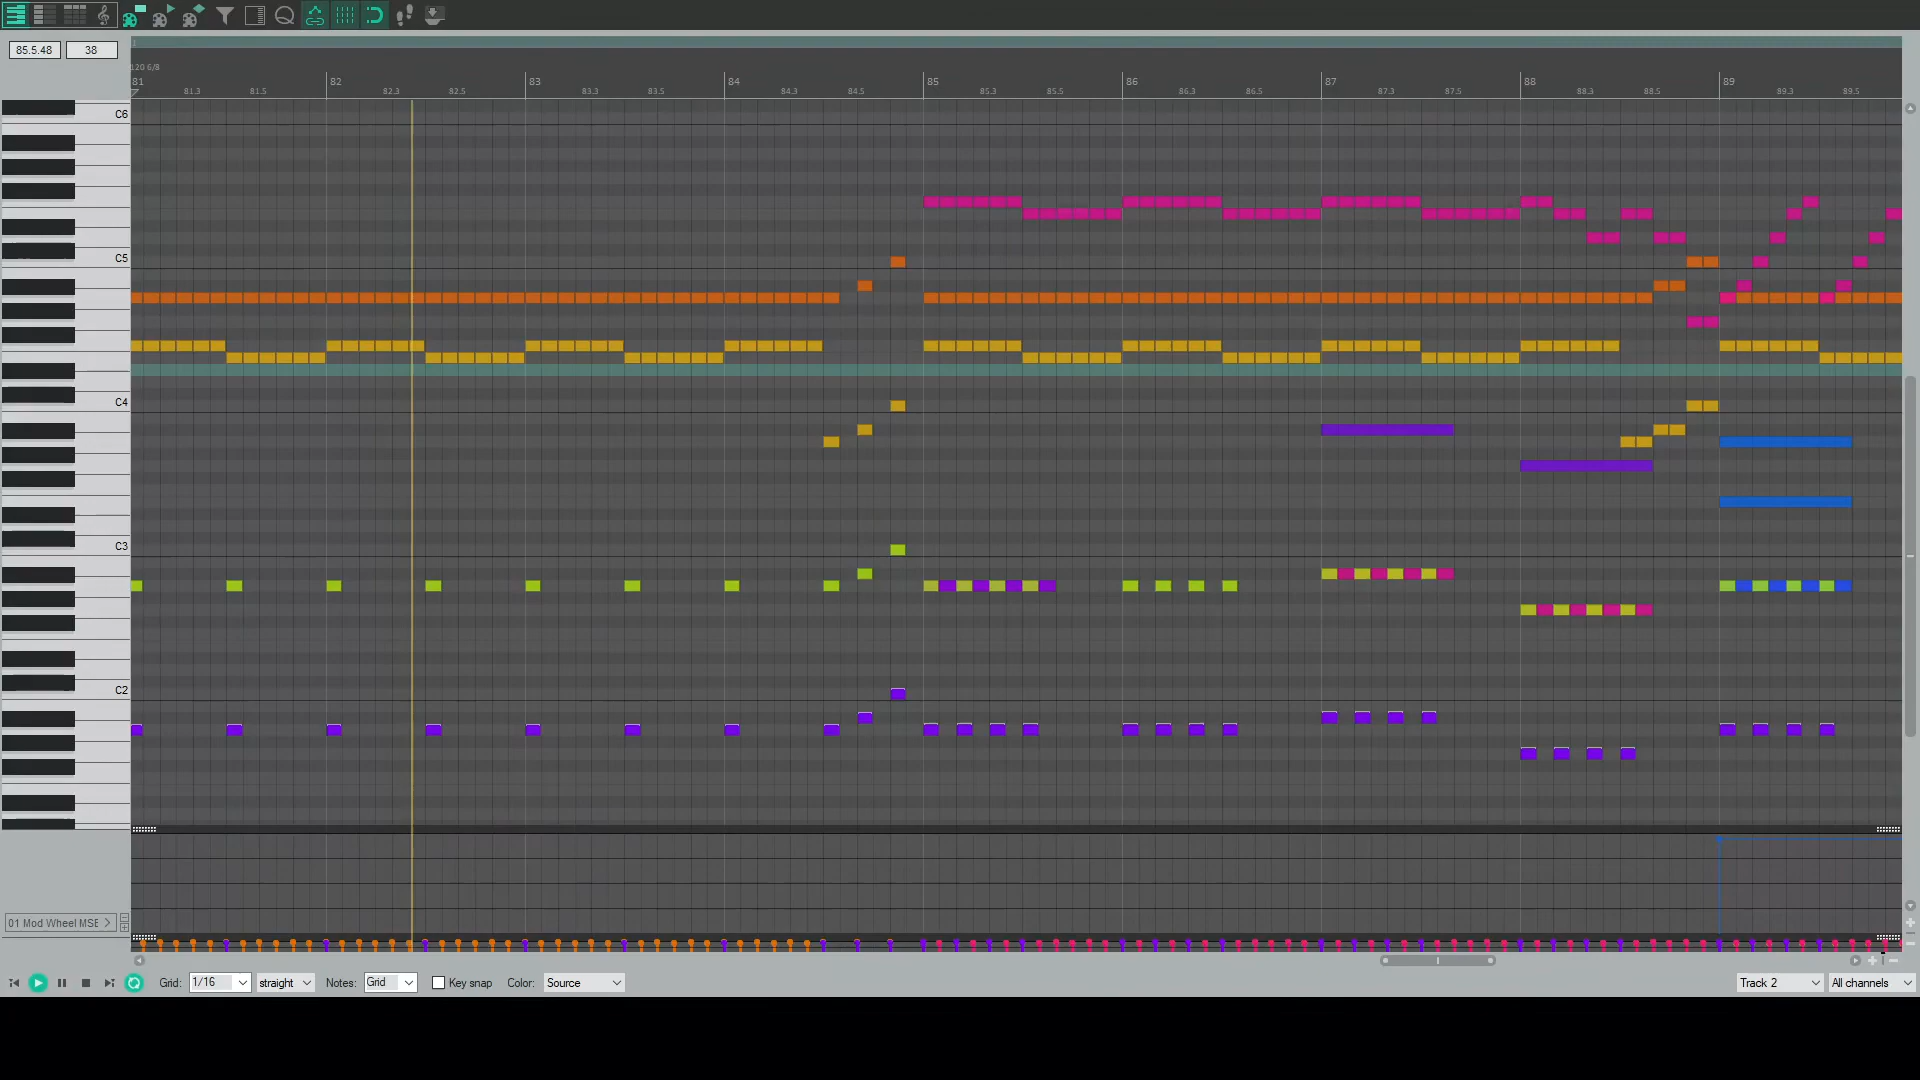 85.5.48 38
1
120 6/8
81 82 83 84 85 86 87 88 89
81.3 81.5 82.3 82.5 83.3 83.5 84.3 84.5 85.3 85.5 86.3 86.5 87.3 87.5 88.3 88.5 89.3 89.5
C6
C5
C4
C3
C2
01 Mod Wheel MSE
Grid: 1/16 straight Notes: Grid Key snap Color: Source Track 2 All channels